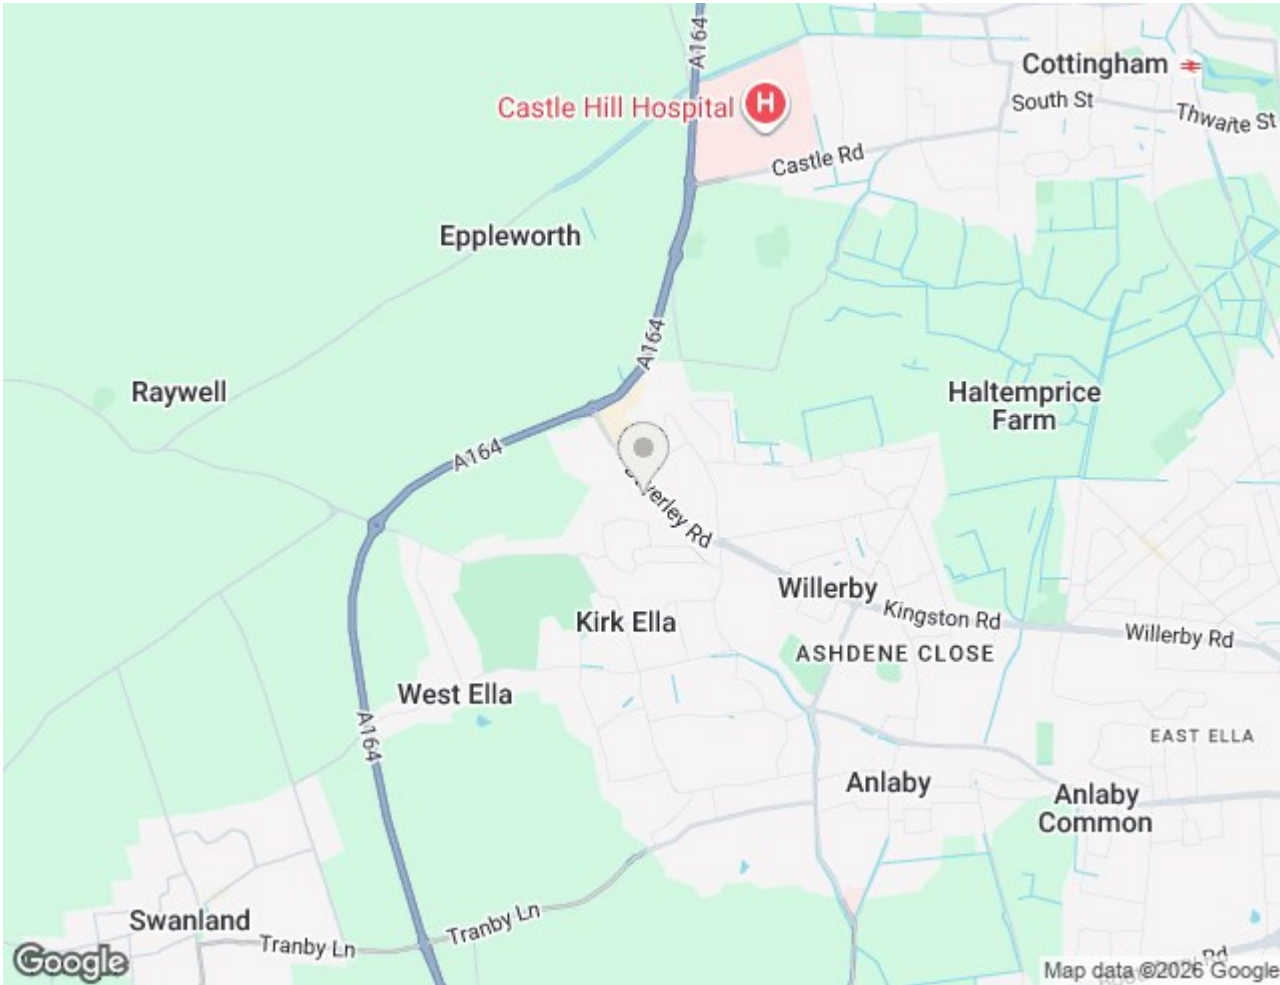 A164
Cottingham
Castle Hill Hospital
H
South St
Thwaite St
Castle Rd
Eppleworth
A164
Raywell
Haltemprice
Farm
A164
Beverley Rd
Willerby
Kingston Rd
Kirk Ella
Willerby Rd
ASHDENE CLOSE
West Ella
A164
EAST ELLA
Anlaby
Anlaby
Common
Swanland
Tranby Ln
Tranby Ln
Google
Map data ©2026 Google